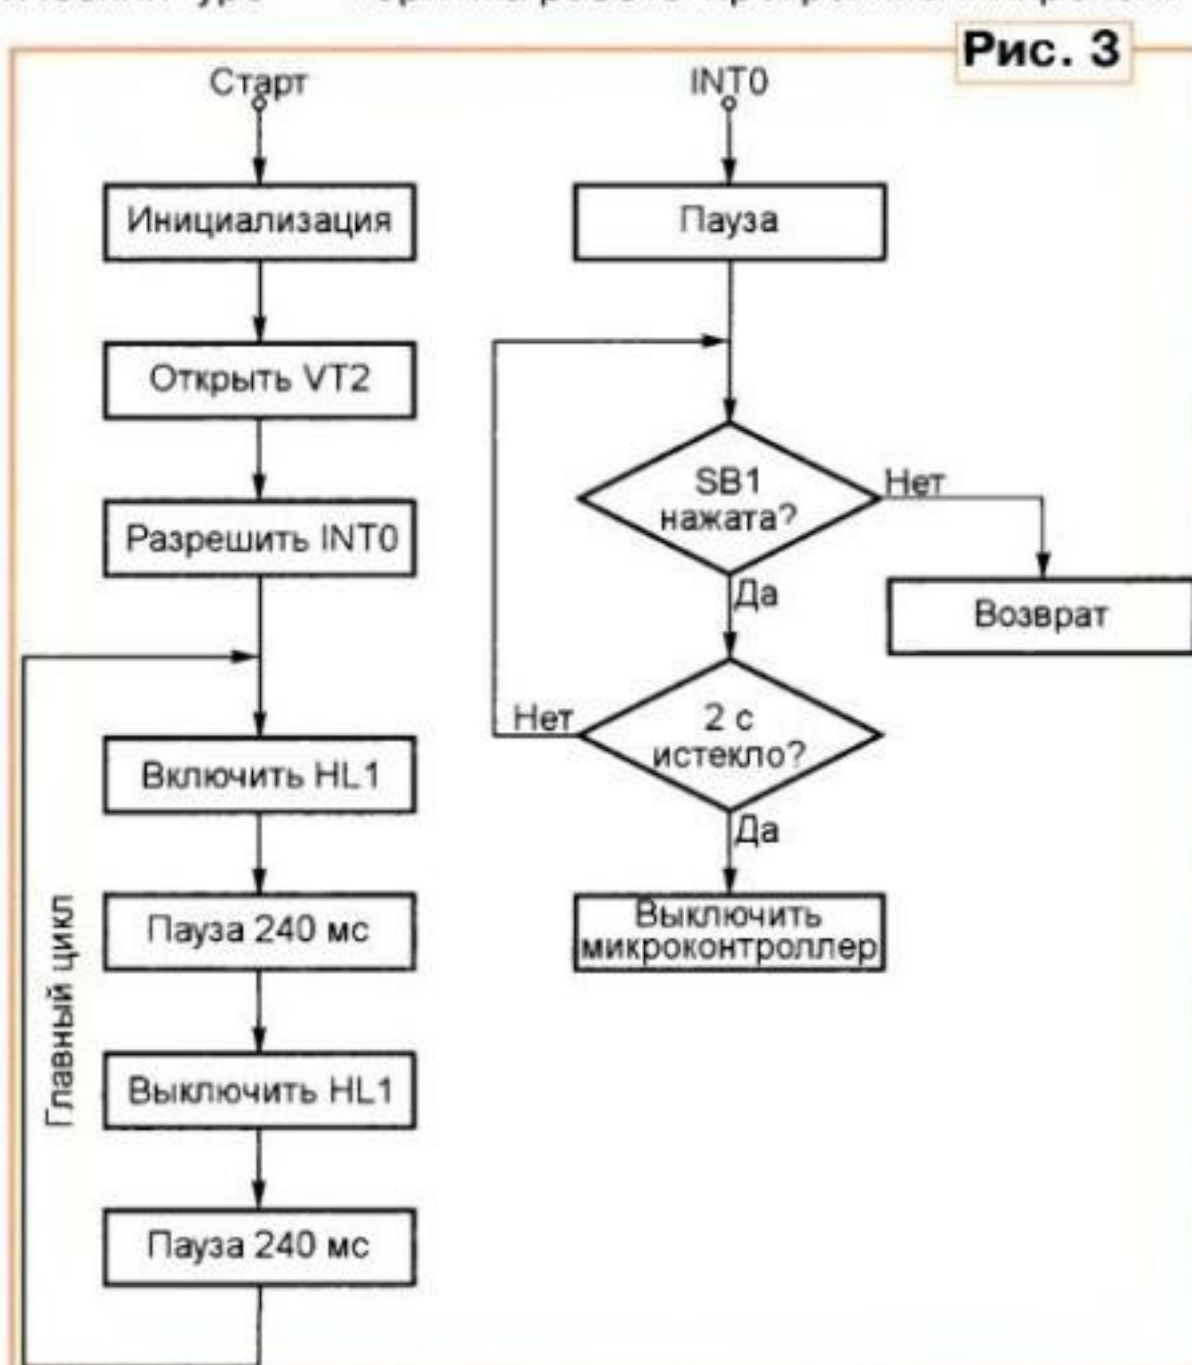 Рис. 3
Старт
Инициализация
Открыть VT2
Разрешить INT0
Включить HL1
Пауза 240 мс
Выключить HL1
Пауза 240 мс
Главный цикл
INT0
Пауза
SB1
нажата?
Нет
Да
Возврат
2 с
истекло?
Нет
Да
Выключить
микроконтроллер